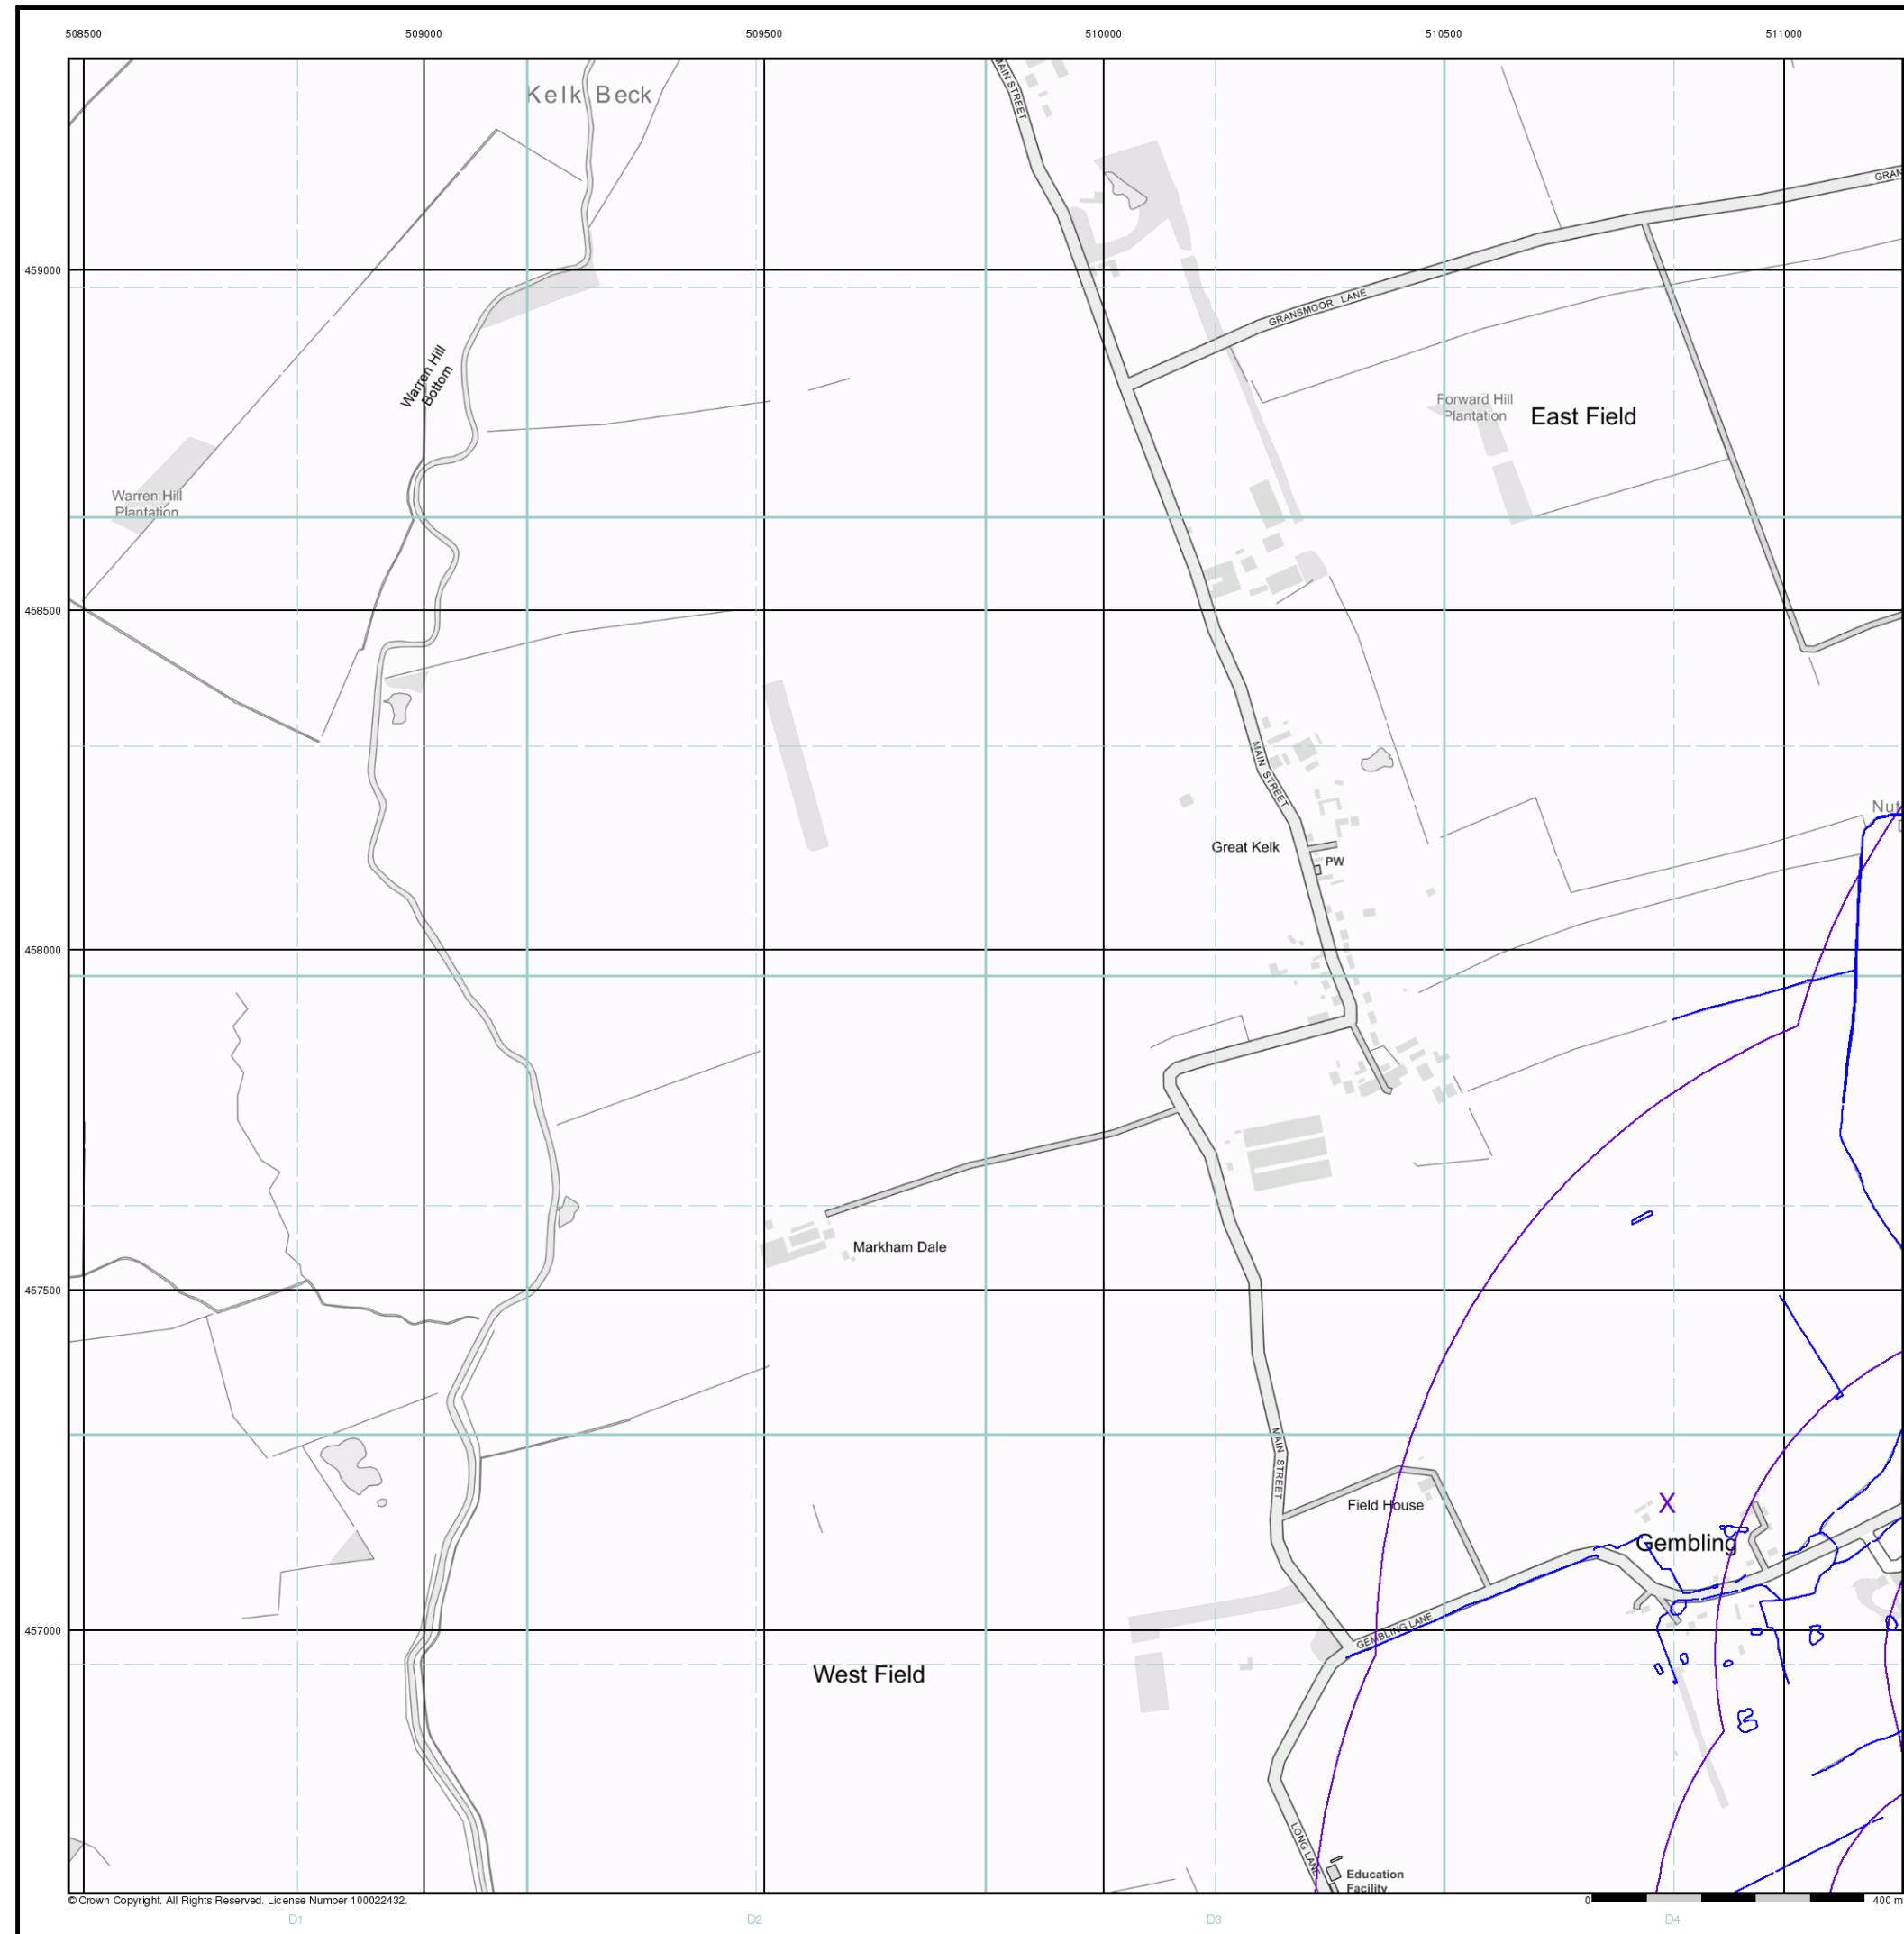 508500 509000 509500 510000 510500 511000
Kelk Beck
MAIN STREET
GRAN
459000
GRANSMOOR LANE
Warren Hill
Bottom
Forward Hill
Plantation
East Field
Warren Hill
Plantation
458500
MAIN STREET
Nut
Great Kelk
PW
458000
Markham Dale
457500
MAIN STREET
Field House
X
Gembling
GEMBLING LANE
457000
West Field
LONG LANE
Education
Facility
© Crown Copyright. All Rights Reserved. License Number 100022432.
0 400 m
D1 D2 D3 D4